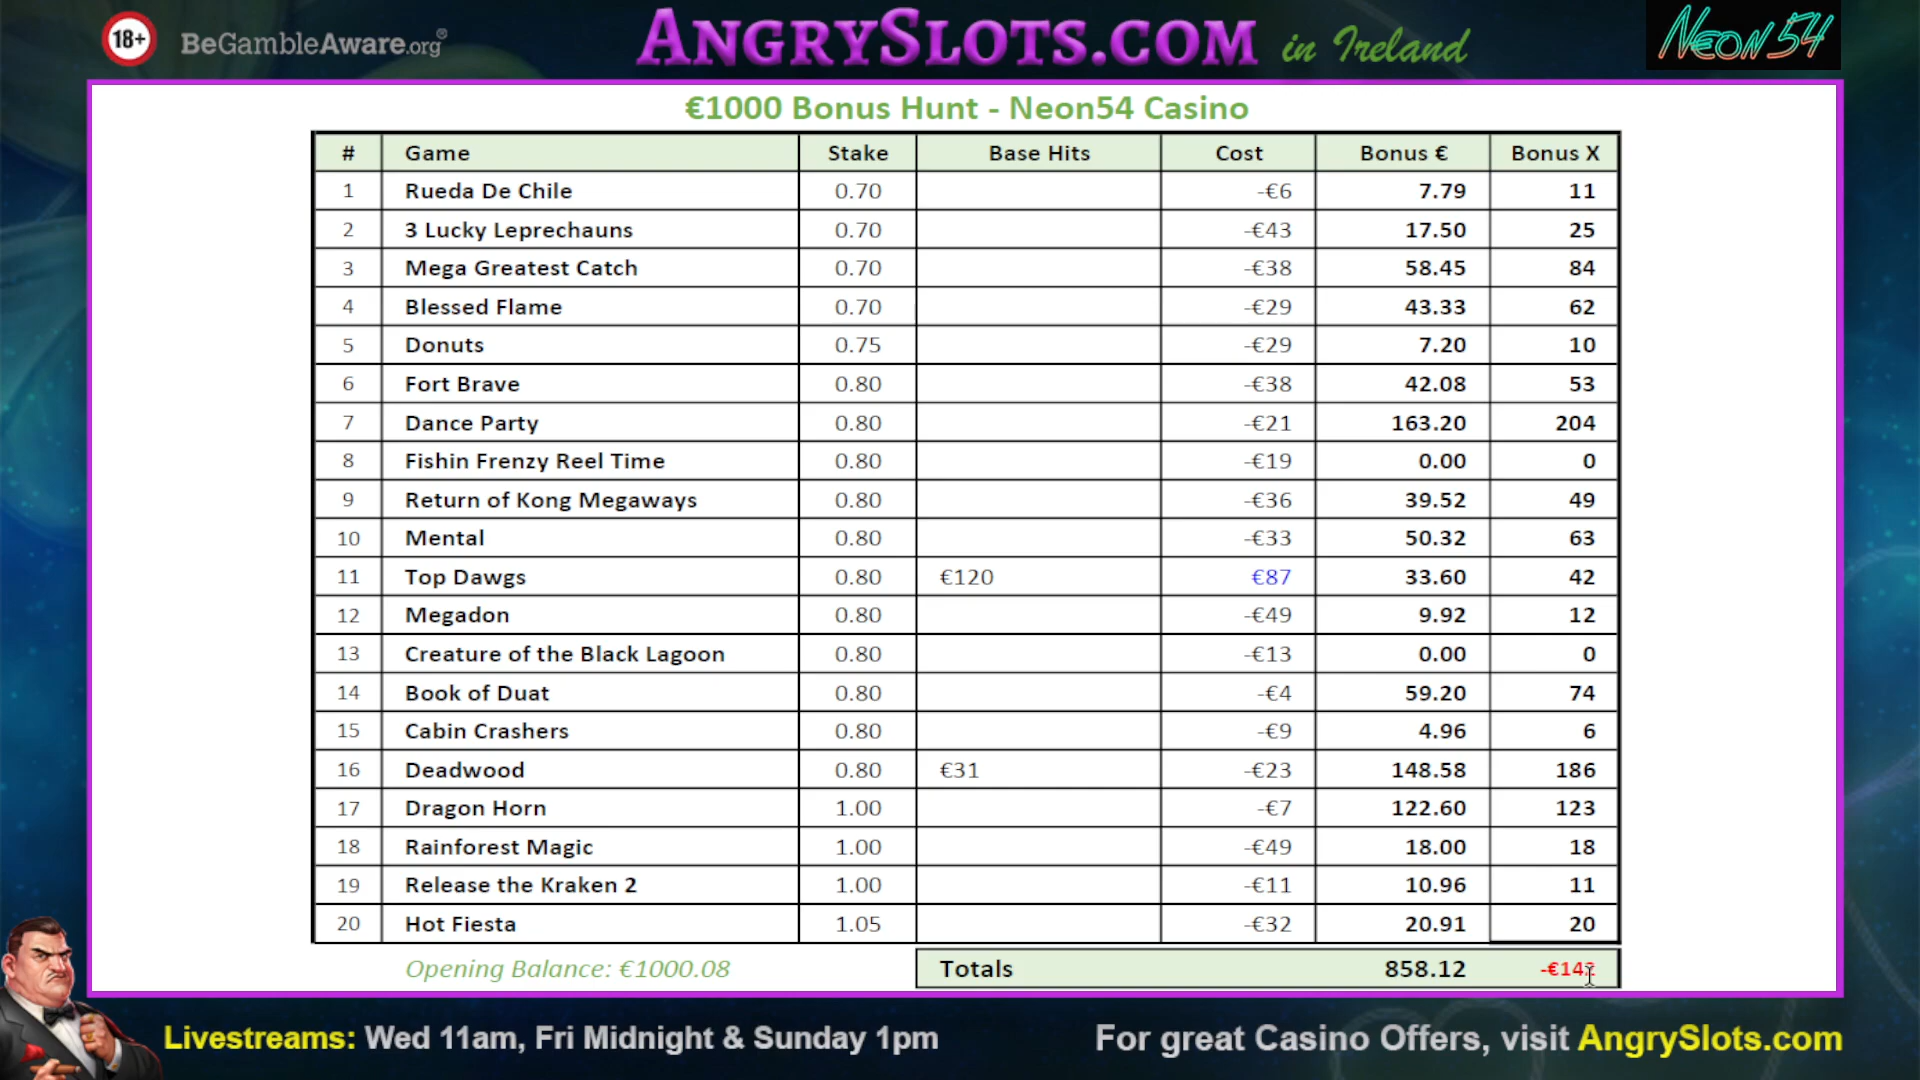 18+ BeGambleAware.org® ANGRYSLOTS.COM in Ireland NEON54
€1000 Bonus Hunt - Neon54 Casino
# Game Stake Base Hits Cost Bonus € Bonus X
1 Rueda De Chile 0.70 -€6 7.79 11
2 3 Lucky Leprechauns 0.70 -€43 17.50 25
3 Mega Greatest Catch 0.70 -€38 58.45 84
4 Blessed Flame 0.70 -€29 43.33 62
5 Donuts 0.75 -€29 7.20 10
6 Fort Brave 0.80 -€38 42.08 53
7 Dance Party 0.80 -€21 163.20 204
8 Fishin Frenzy Reel Time 0.80 -€19 0.00 0
9 Return of Kong Megaways 0.80 -€36 39.52 49
10 Mental 0.80 -€33 50.32 63
11 Top Dawgs 0.80 €120 €87 33.60 42
12 Megadon 0.80 -€49 9.92 12
13 Creature of the Black Lagoon 0.80 -€13 0.00 0
14 Book of Duat 0.80 -€4 59.20 74
15 Cabin Crashers 0.80 -€9 4.96 6
16 Deadwood 0.80 €31 -€23 148.58 186
17 Dragon Horn 1.00 -€7 122.60 123
18 Rainforest Magic 1.00 -€49 18.00 18
19 Release the Kraken 2 1.00 -€11 10.96 11
20 Hot Fiesta 1.05 -€32 20.91 20
Opening Balance: €1000.08 Totals 858.12 -€142
Livestreams: Wed 11am, Fri Midnight & Sunday 1pm For great Casino Offers, visit AngrySlots.com